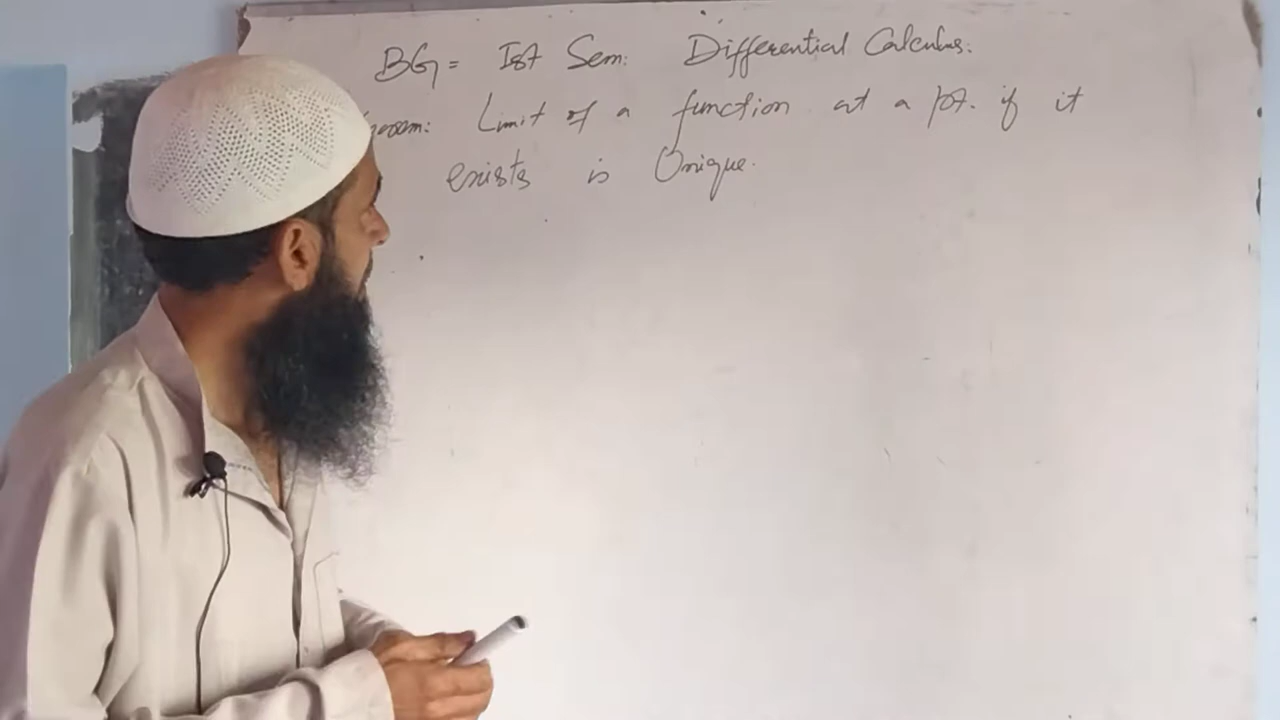 BG = Ist Sem: Differential Calculus.
Limit of a function at a pt. if it
exists is Unique.